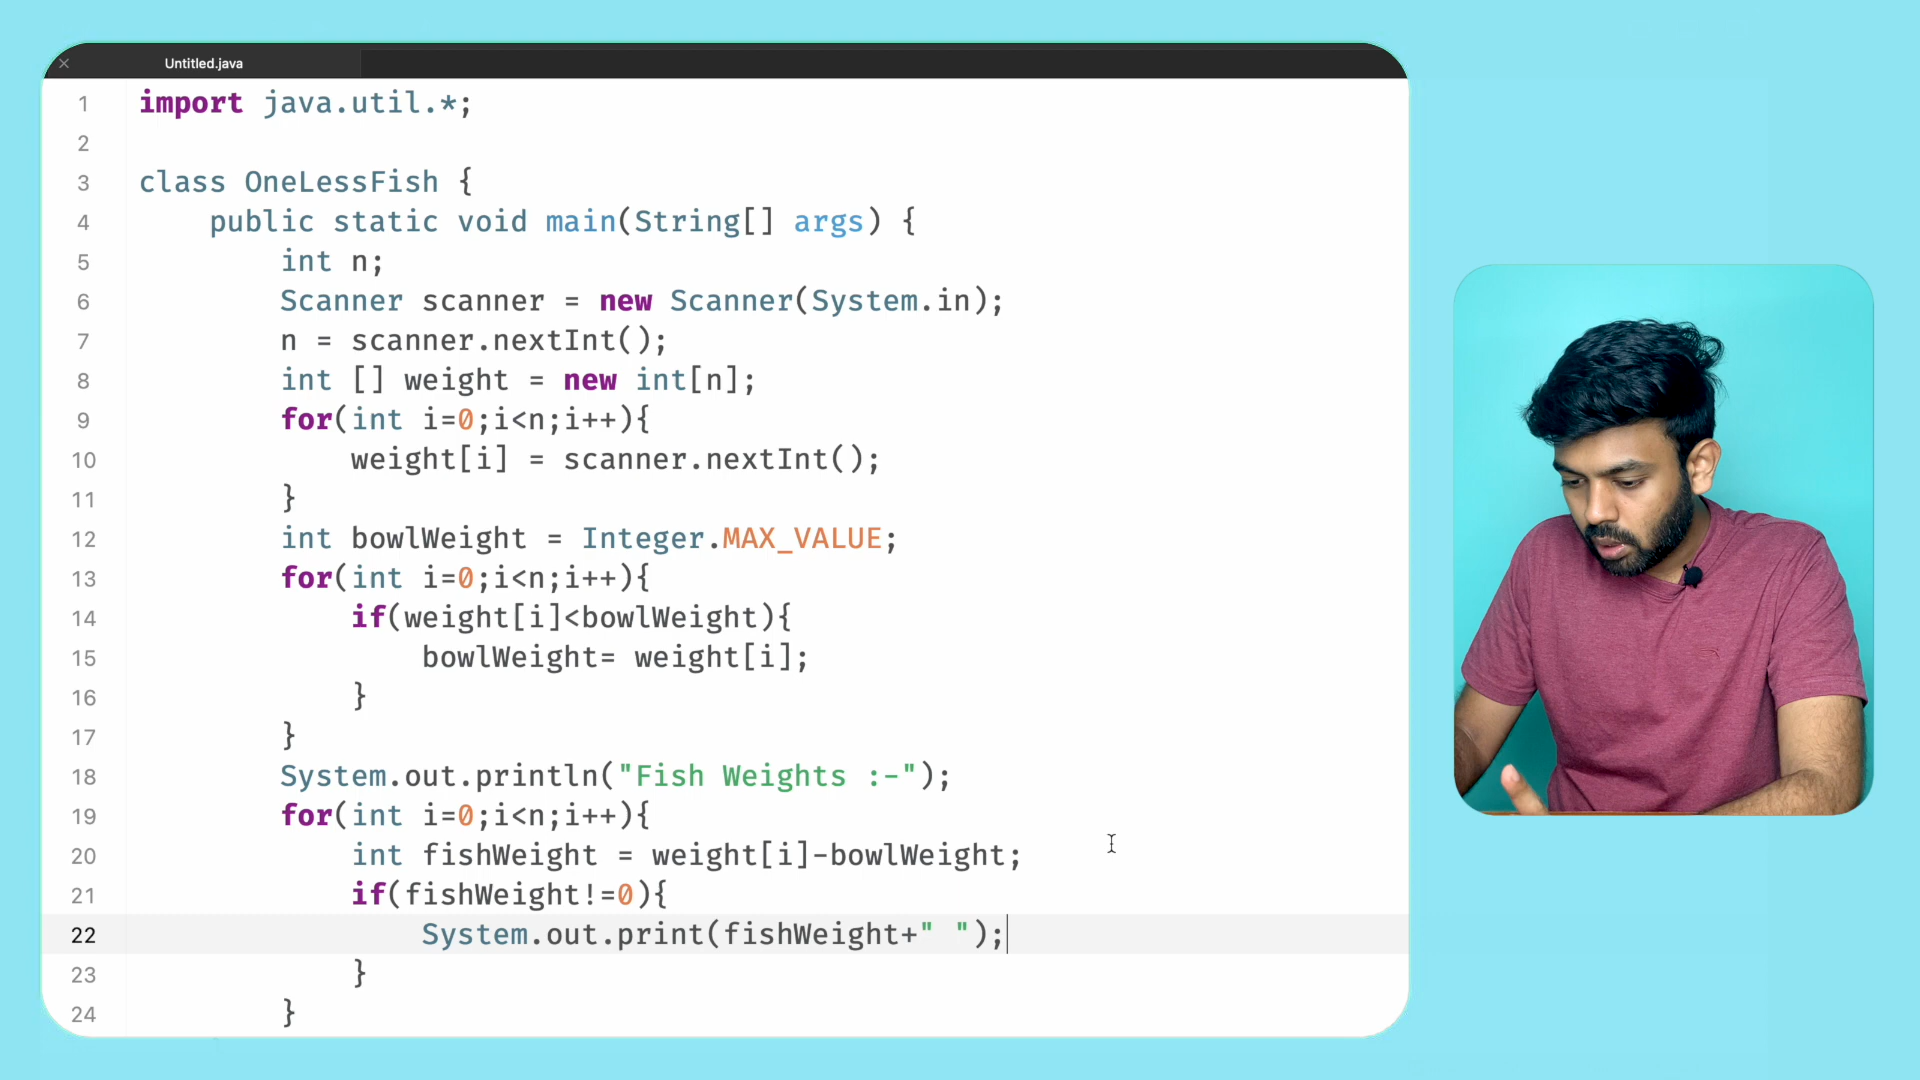 Untitled.java
1 import java.util.*;
2
3 class OneLessFish {
4 public static void main(String[] args) {
5 int n;
6 Scanner scanner = new Scanner(System.in);
7 n = scanner.nextInt();
8 int [] weight = new int[n];
9 for(int i=0;i<n;i++){
10 weight[i] = scanner.nextInt();
11 }
12 int bowlWeight = Integer.MAX_VALUE;
13 for(int i=0;i<n;i++){
14 if(weight[i]<bowlWeight){
15 bowlWeight= weight[i];
16 }
17 }
18 System.out.println("Fish Weights :-");
19 for(int i=0;i<n;i++){
20 int fishWeight = weight[i]-bowlWeight;
21 if(fishWeight!=0){
22 System.out.print(fishWeight+" ");
23 }
24 }